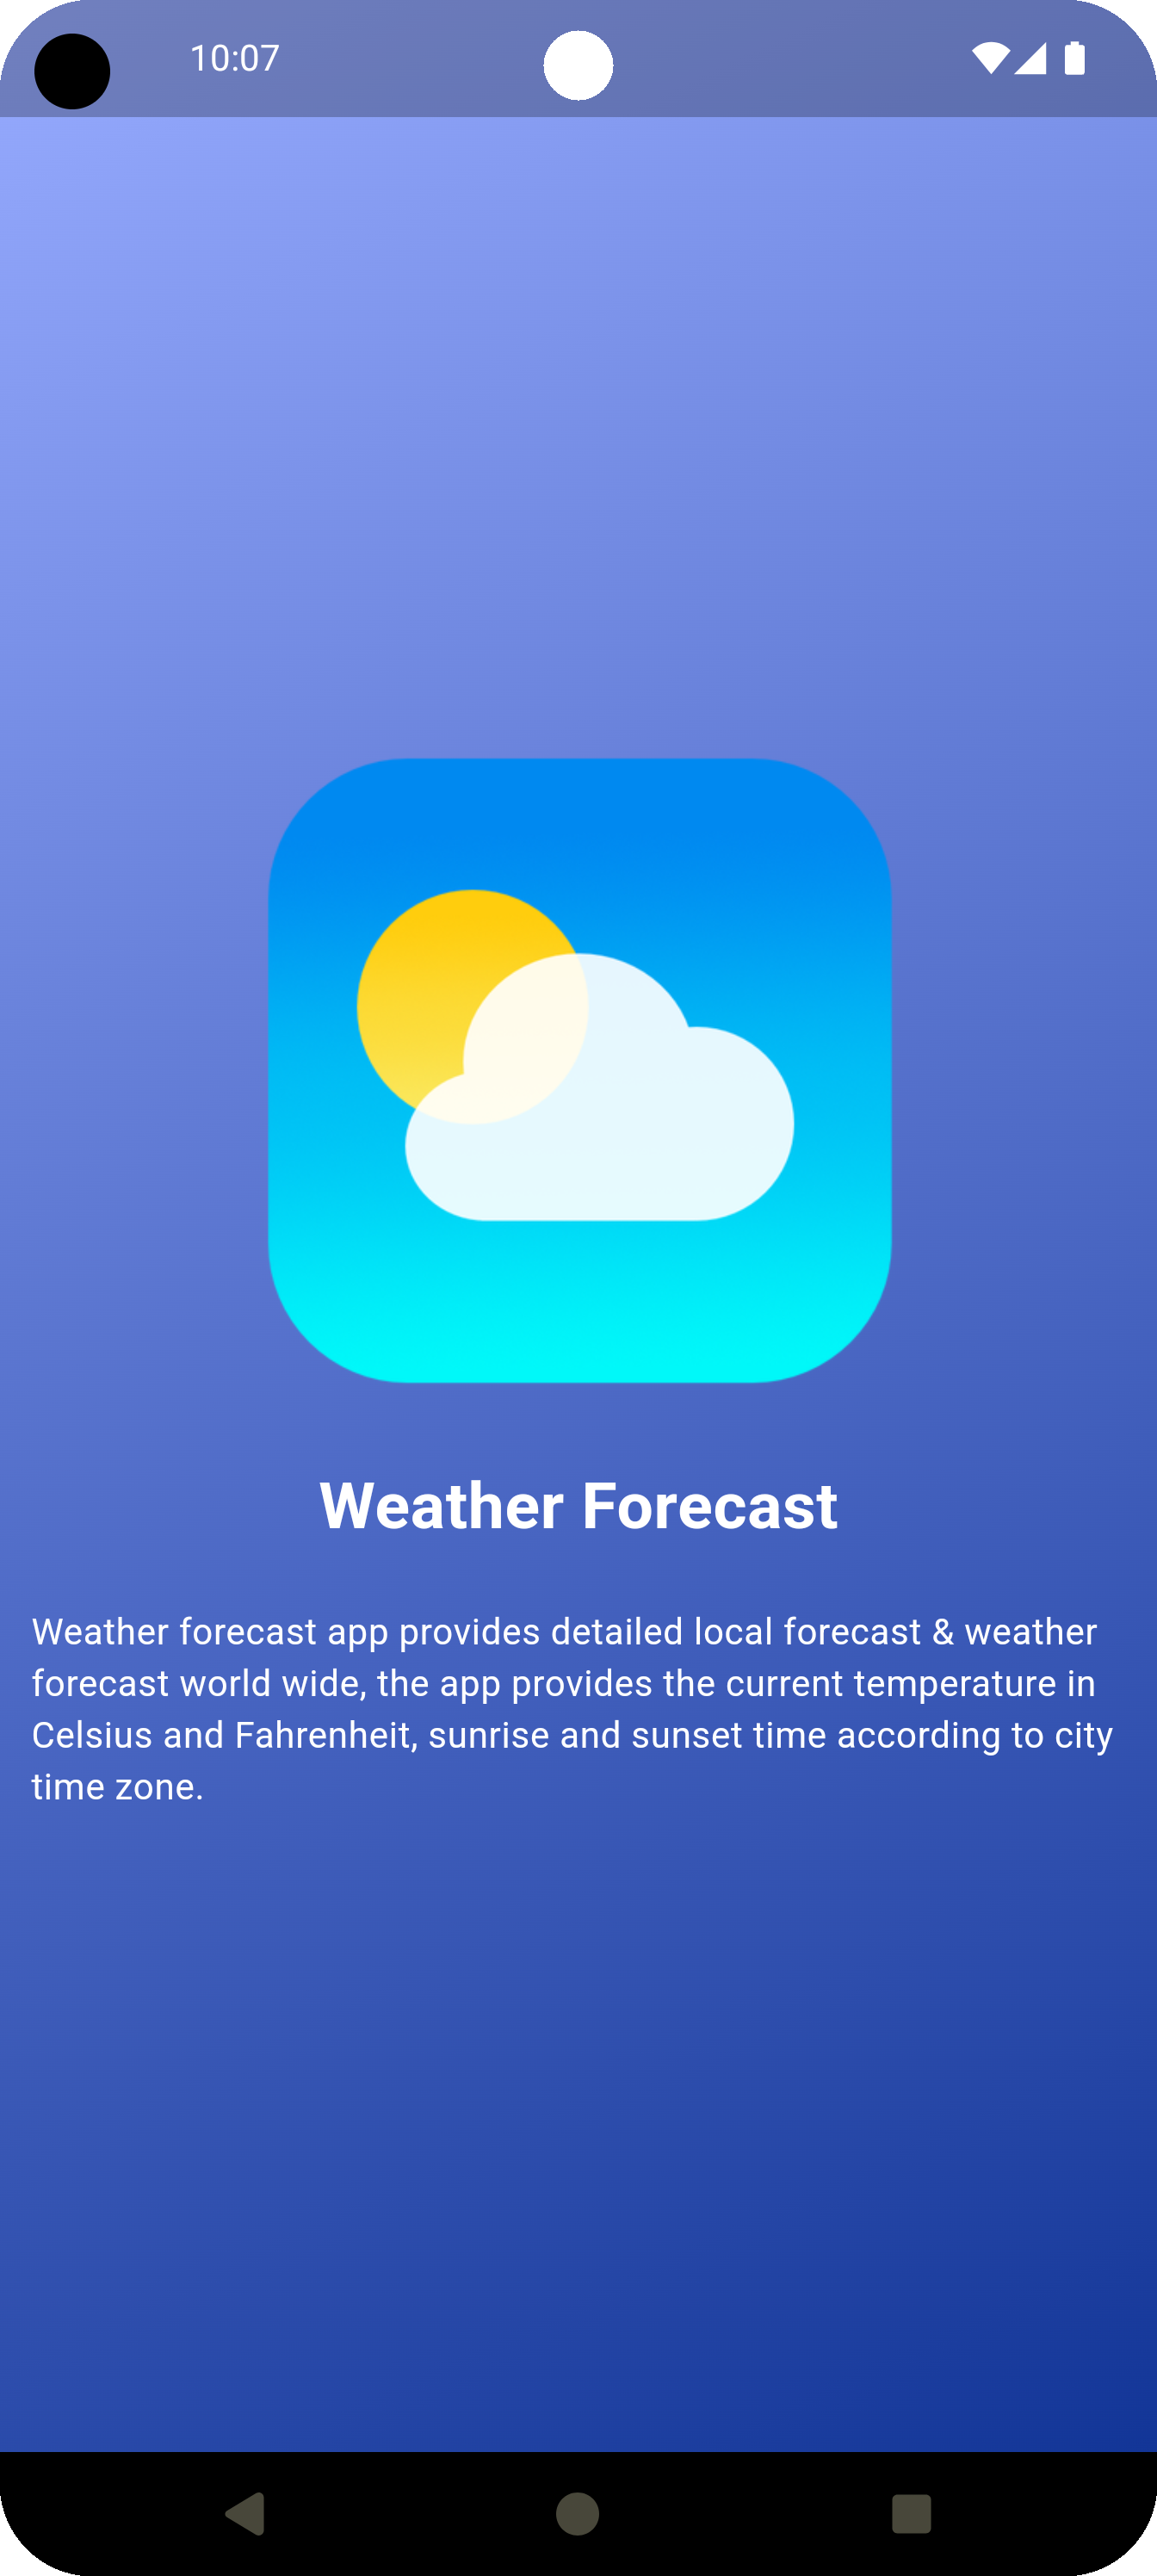 10:07
Weather Forecast
Weather forecast app provides detailed local forecast & weather
forecast world wide, the app provides the current temperature in
Celsius and Fahrenheit, sunrise and sunset time according to city
time zone.